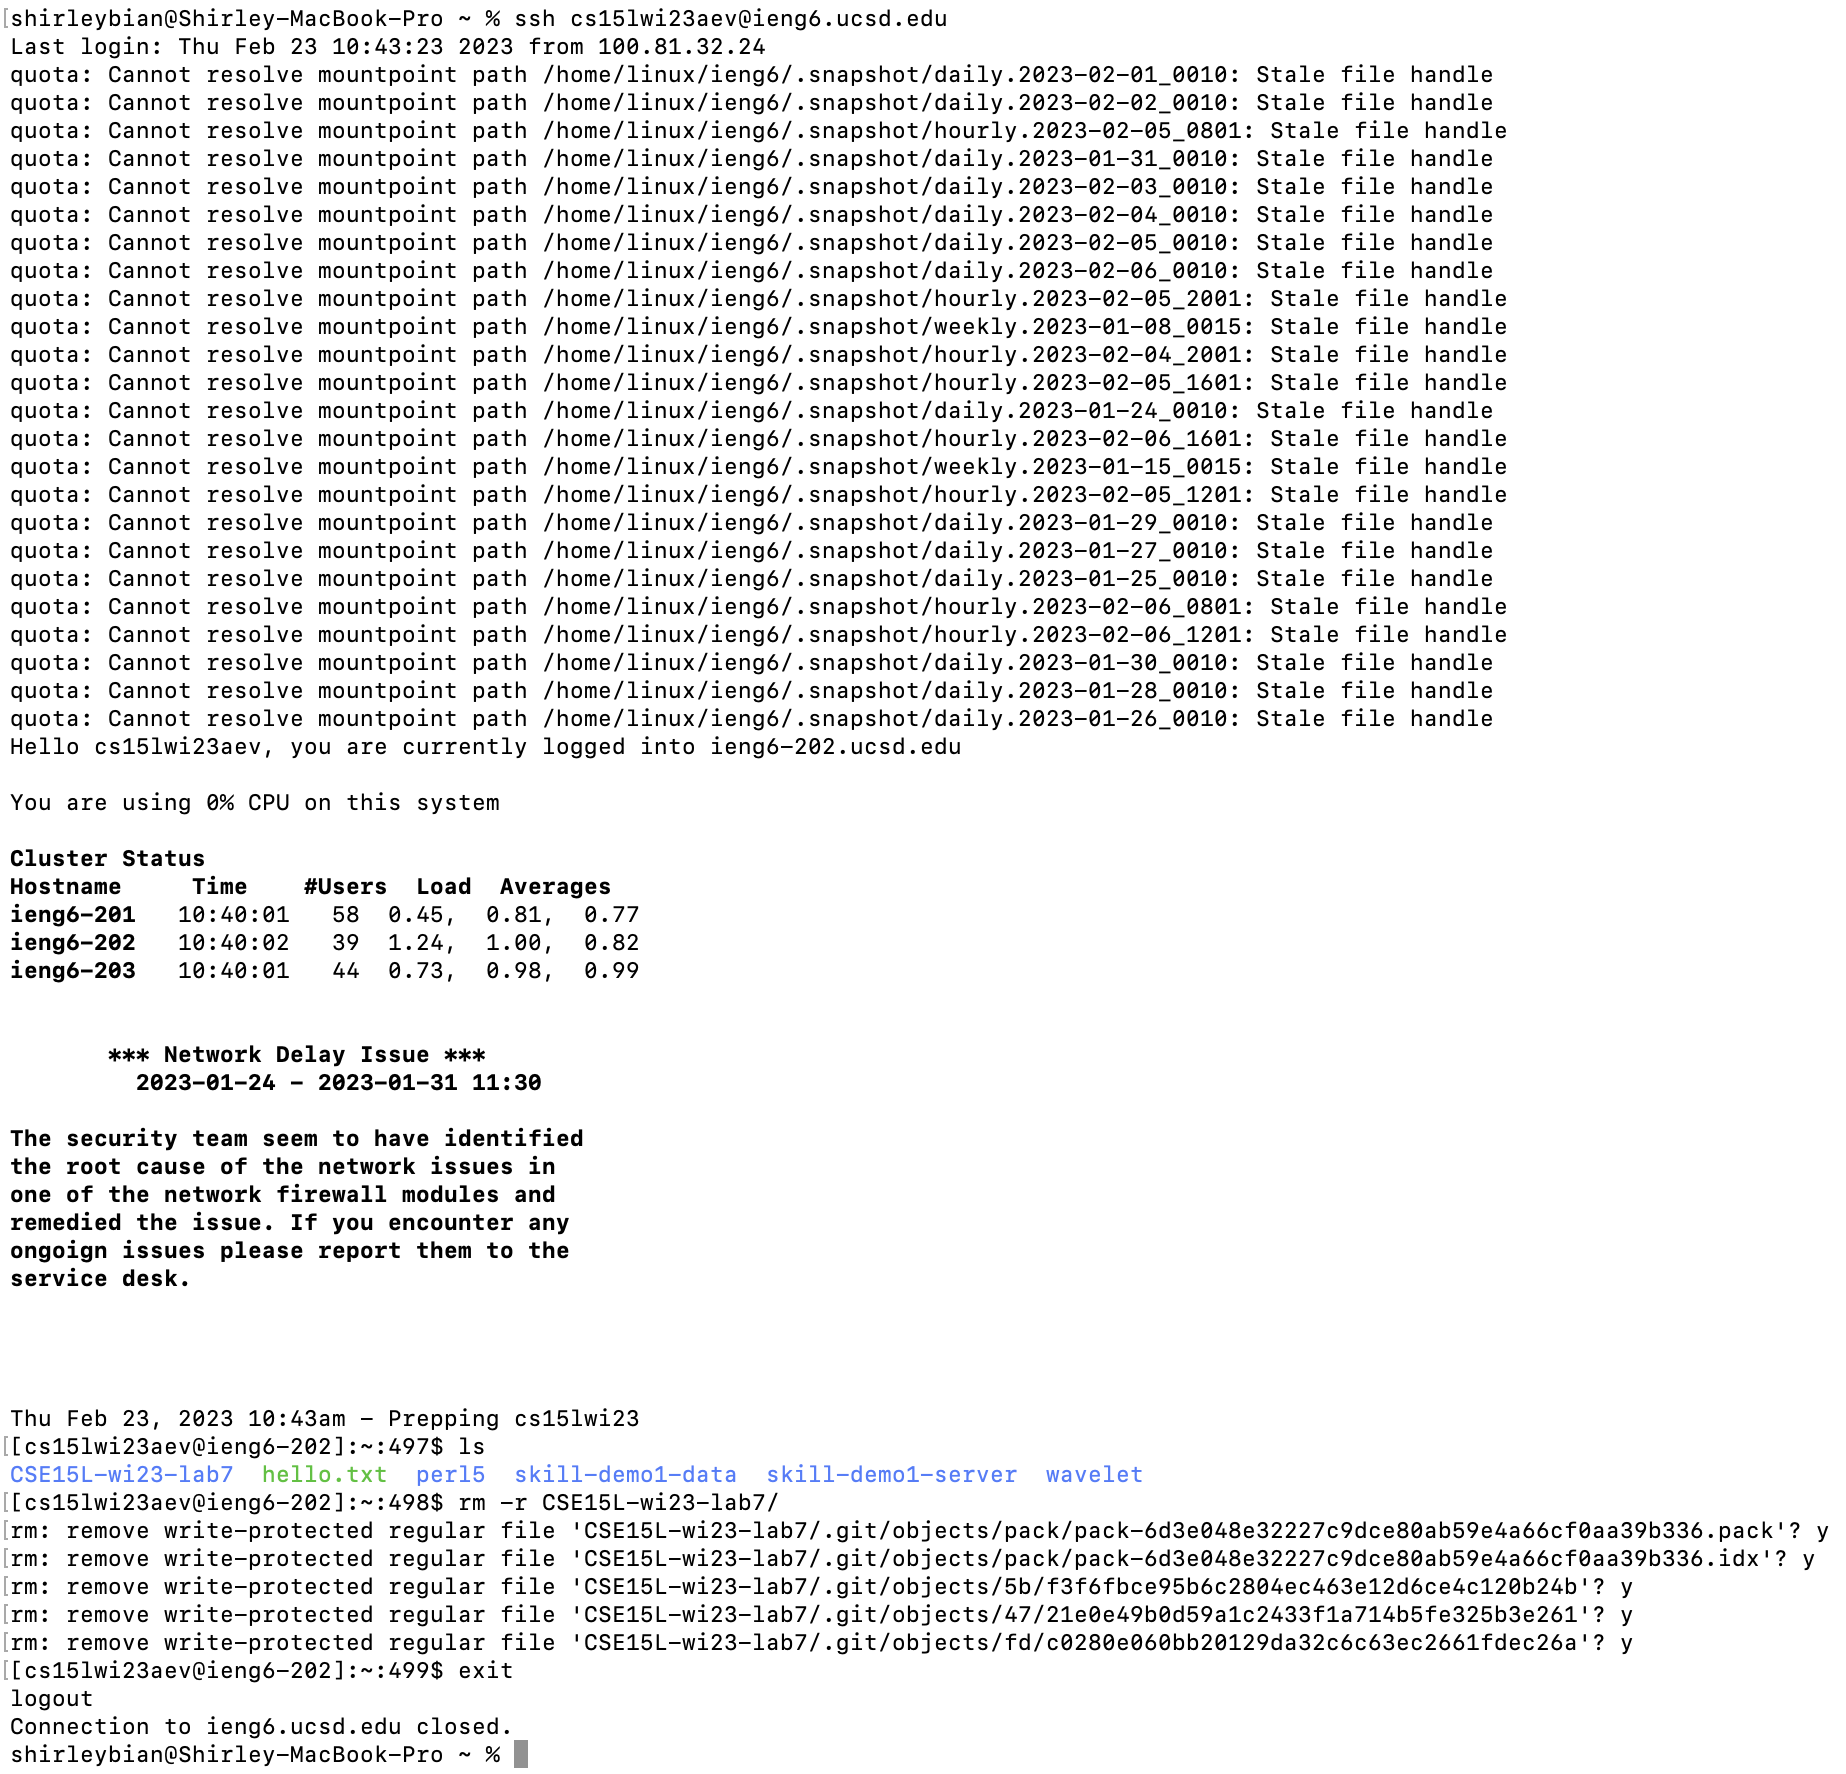 [shirleybian@Shirley-MacBook-Pro ~ % ssh cs15lwi23aev@ieng6.ucsd.edu
Last login: Thu Feb 23 10:43:23 2023 from 100.81.32.24
quota: Cannot resolve mountpoint path /home/linux/ieng6/.snapshot/daily.2023-02-01_0010: Stale file handle
quota: Cannot resolve mountpoint path /home/linux/ieng6/.snapshot/daily.2023-02-02_0010: Stale file handle
quota: Cannot resolve mountpoint path /home/linux/ieng6/.snapshot/hourly.2023-02-05_0801: Stale file handle
quota: Cannot resolve mountpoint path /home/linux/ieng6/.snapshot/daily.2023-01-31_0010: Stale file handle
quota: Cannot resolve mountpoint path /home/linux/ieng6/.snapshot/daily.2023-02-03_0010: Stale file handle
quota: Cannot resolve mountpoint path /home/linux/ieng6/.snapshot/daily.2023-02-04_0010: Stale file handle
quota: Cannot resolve mountpoint path /home/linux/ieng6/.snapshot/daily.2023-02-05_0010: Stale file handle
quota: Cannot resolve mountpoint path /home/linux/ieng6/.snapshot/daily.2023-02-06_0010: Stale file handle
quota: Cannot resolve mountpoint path /home/linux/ieng6/.snapshot/hourly.2023-02-05_2001: Stale file handle
quota: Cannot resolve mountpoint path /home/linux/ieng6/.snapshot/weekly.2023-01-08_0015: Stale file handle
quota: Cannot resolve mountpoint path /home/linux/ieng6/.snapshot/hourly.2023-02-04_2001: Stale file handle
quota: Cannot resolve mountpoint path /home/linux/ieng6/.snapshot/hourly.2023-02-05_1601: Stale file handle
quota: Cannot resolve mountpoint path /home/linux/ieng6/.snapshot/daily.2023-01-24_0010: Stale file handle
quota: Cannot resolve mountpoint path /home/linux/ieng6/.snapshot/hourly.2023-02-06_1601: Stale file handle
quota: Cannot resolve mountpoint path /home/linux/ieng6/.snapshot/weekly.2023-01-15_0015: Stale file handle
quota: Cannot resolve mountpoint path /home/linux/ieng6/.snapshot/hourly.2023-02-05_1201: Stale file handle
quota: Cannot resolve mountpoint path /home/linux/ieng6/.snapshot/daily.2023-01-29_0010: Stale file handle
quota: Cannot resolve mountpoint path /home/linux/ieng6/.snapshot/daily.2023-01-27_0010: Stale file handle
quota: Cannot resolve mountpoint path /home/linux/ieng6/.snapshot/daily.2023-01-25_0010: Stale file handle
quota: Cannot resolve mountpoint path /home/linux/ieng6/.snapshot/hourly.2023-02-06_0801: Stale file handle
quota: Cannot resolve mountpoint path /home/linux/ieng6/.snapshot/hourly.2023-02-06_1201: Stale file handle
quota: Cannot resolve mountpoint path /home/linux/ieng6/.snapshot/daily.2023-01-30_0010: Stale file handle
quota: Cannot resolve mountpoint path /home/linux/ieng6/.snapshot/daily.2023-01-28_0010: Stale file handle
quota: Cannot resolve mountpoint path /home/linux/ieng6/.snapshot/daily.2023-01-26_0010: Stale file handle
Hello cs15lwi23aev, you are currently logged into ieng6-202.ucsd.edu
You are using 0% CPU on this system
Cluster Status
Hostname     Time    #Users  Load  Averages
ieng6-201   10:40:01   58  0.45,  0.81,  0.77
ieng6-202   10:40:02   39  1.24,  1.00,  0.82
ieng6-203   10:40:01   44  0.73,  0.98,  0.99
*** Network Delay Issue ***
2023-01-24 - 2023-01-31 11:30
The security team seem to have identified
the root cause of the network issues in
one of the network firewall modules and
remedied the issue. If you encounter any
ongoign issues please report them to the
service desk.
Thu Feb 23, 2023 10:43am - Prepping cs15lwi23
[[cs15lwi23aev@ieng6-202]:~:497$ ls
CSE15L-wi23-lab7  hello.txt  perl5  skill-demo1-data  skill-demo1-server  wavelet
[[cs15lwi23aev@ieng6-202]:~:498$ rm -r CSE15L-wi23-lab7/
[rm: remove write-protected regular file 'CSE15L-wi23-lab7/.git/objects/pack/pack-6d3e048e32227c9dce80ab59e4a66cf0aa39b336.pack'? y
[rm: remove write-protected regular file 'CSE15L-wi23-lab7/.git/objects/pack/pack-6d3e048e32227c9dce80ab59e4a66cf0aa39b336.idx'? y
[rm: remove write-protected regular file 'CSE15L-wi23-lab7/.git/objects/5b/f3f6fbce95b6c2804ec463e12d6ce4c120b24b'? y
[rm: remove write-protected regular file 'CSE15L-wi23-lab7/.git/objects/47/21e0e49b0d59a1c2433f1a714b5fe325b3e261'? y
[rm: remove write-protected regular file 'CSE15L-wi23-lab7/.git/objects/fd/c0280e060bb20129da32c6c63ec2661fdec26a'? y
[[cs15lwi23aev@ieng6-202]:~:499$ exit
logout
Connection to ieng6.ucsd.edu closed.
shirleybian@Shirley-MacBook-Pro ~ %